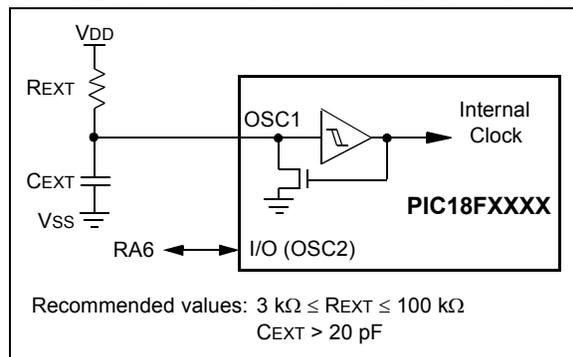 VDD
REXT
OSC1
Internal
Clock
CEXT
PIC18FXXXX
VSS
RA6
I/O (OSC2)
Recommended values: 3 kΩ ≤ REXT ≤ 100 kΩ
CEXT > 20 pF